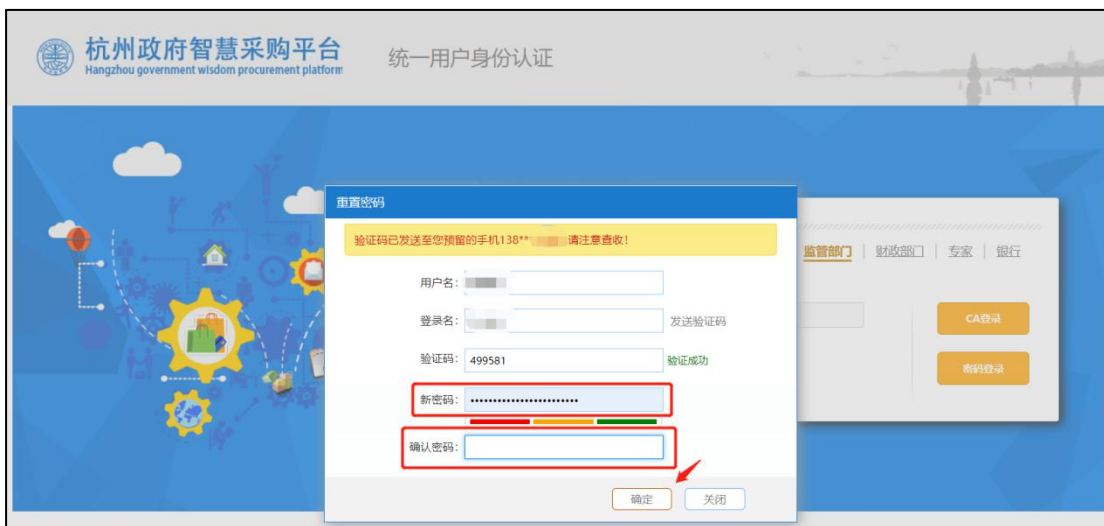 杭州政府智慧采购平台
Hangzhou government wisdom procurement platform
统一用户身份认证
重置密码
验证码已发送至您预留的手机138** 请注意查收!
监管部门 | 财政部门 | 专家 | 银行
用户名:
登录名: 发送验证码
CA登录
验证码: 499581 验证成功
密码登录
新密码: ························
确认密码:
确定 关闭